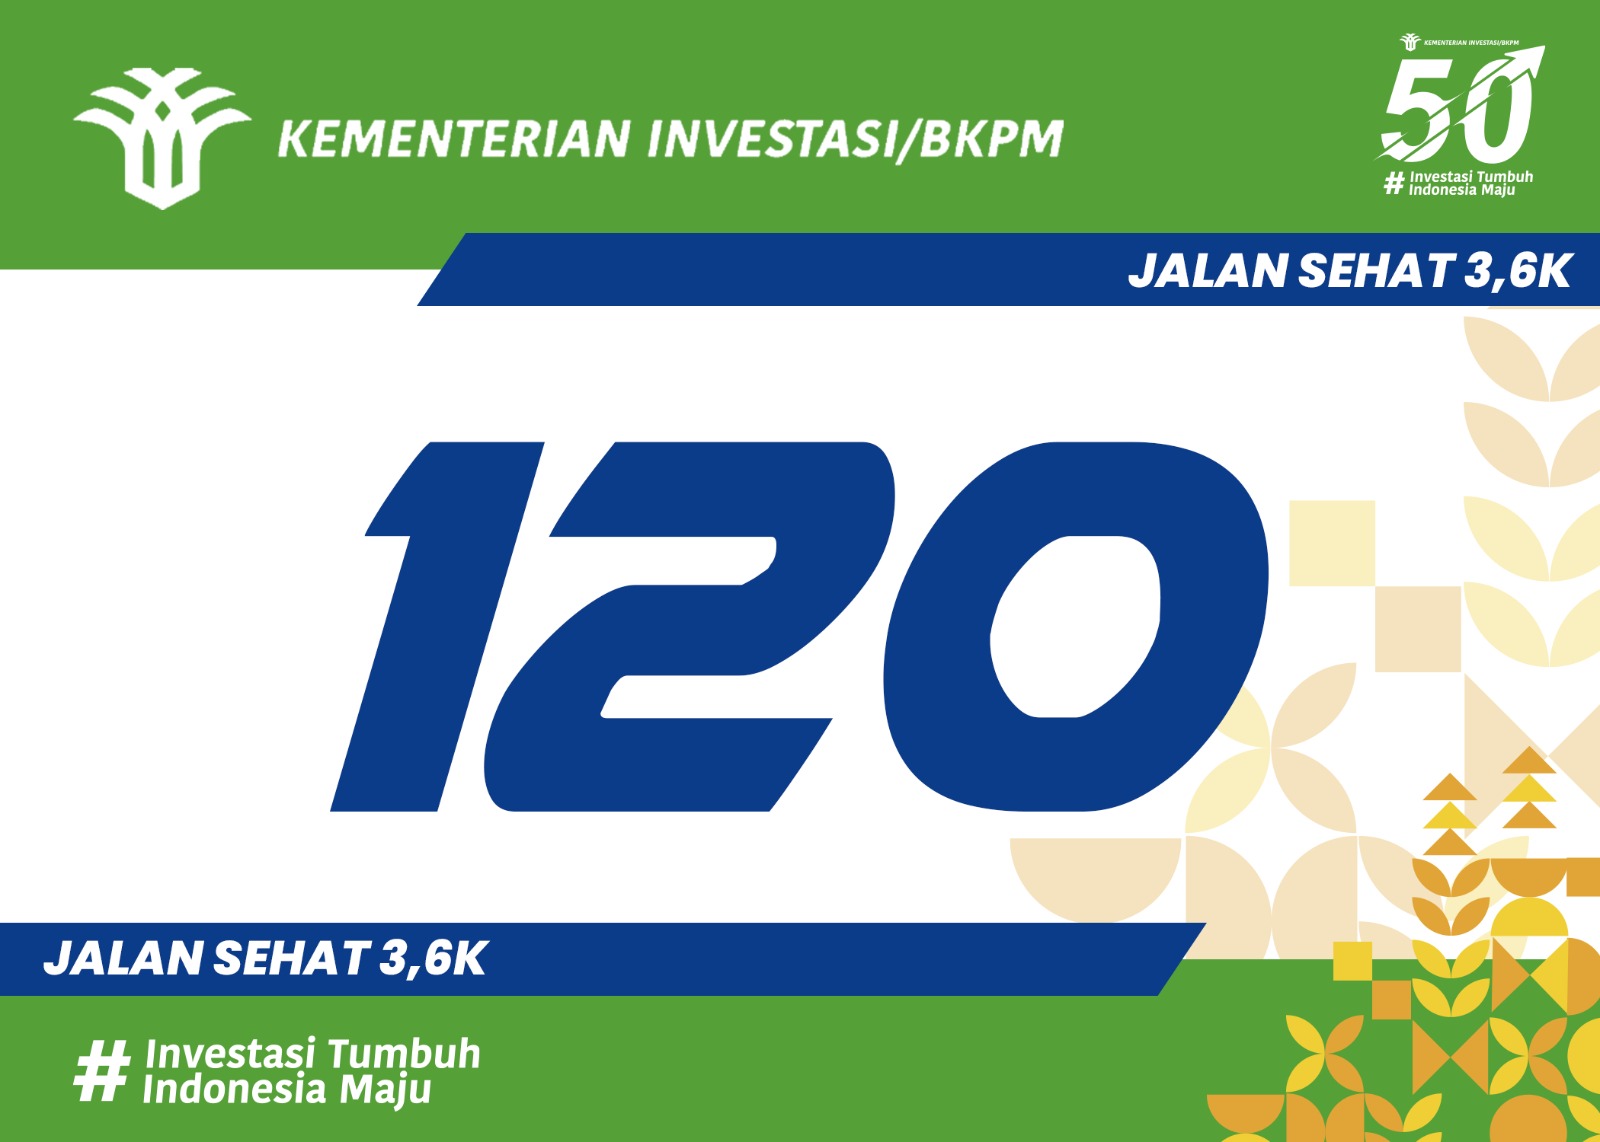 KEMENTERIAN INVESTASI/BKPM
KEMENTERIAN INVESTASI/BKPM
50
# Investasi Tumbuh
Indonesia Maju
JALAN SEHAT 3,6K
120
JALAN SEHAT 3,6K
# Investasi Tumbuh
Indonesia Maju